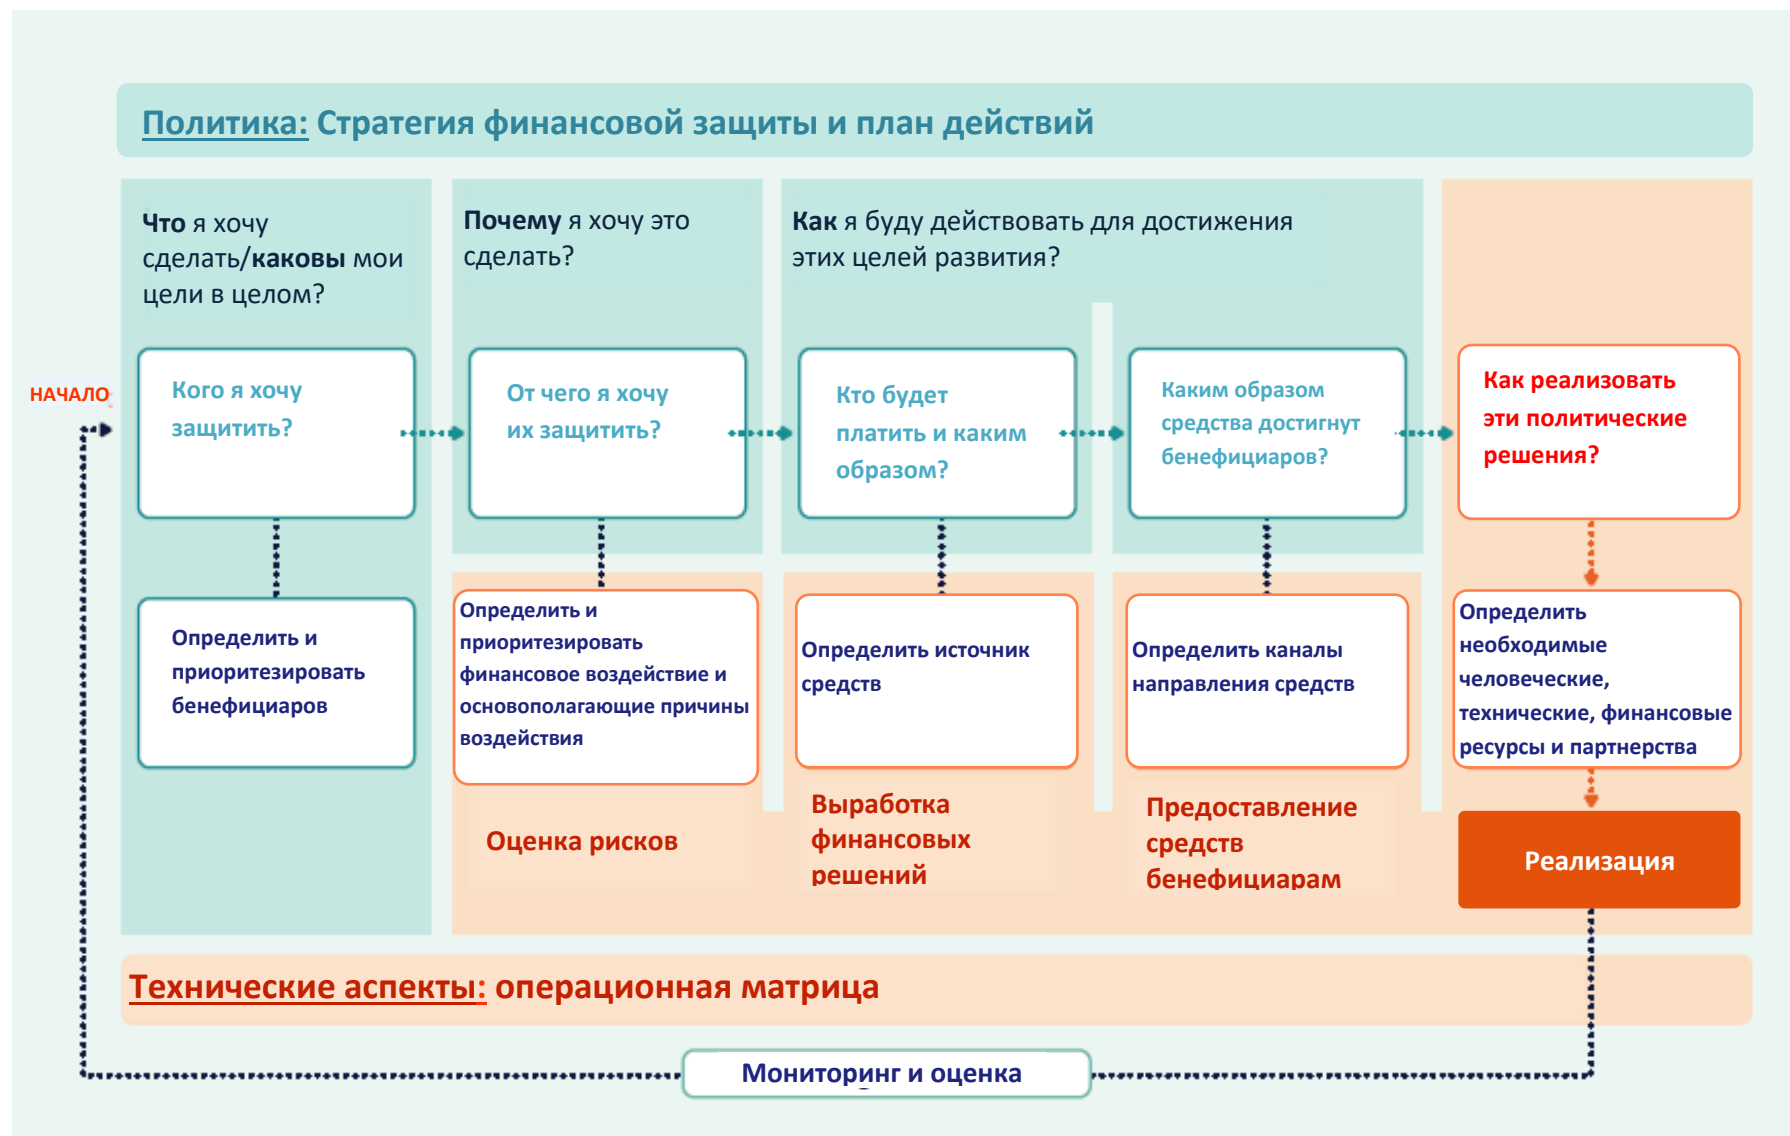 Политика: Стратегия финансовой защиты и план действий
Что я хочу
сделать/каковы мои
цели в целом?
Почему я хочу это
сделать?
Как я буду действовать для достижения
этих целей развития?
НАЧАЛО:
Кого я хочу
защитить?
От чего я хочу
их защитить?
Кто будет
платить и каким
образом?
Каким образом
средства достигнут
бенефициаров?
Как реализовать
эти политические
решения?
Определить и
приоритезировать
бенефициаров
Определить и
приоритезировать
финансовое воздействие и
основополагающие причины
воздействия
Определить источник
средств
Определить каналы
направления средств
Определить
необходимые
человеческие,
технические, финансовые
ресурсы и партнерства
Оценка рисков
Выработка
финансовых
решений
Предоставление
средств
бенефициарам
Реализация
Технические аспекты: операционная матрица
Мониторинг и оценка